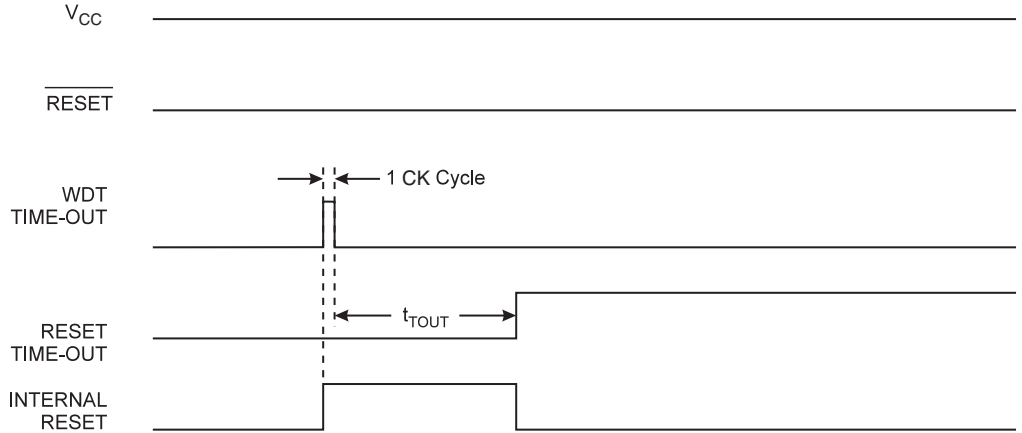 VCC
RESET
1 CK Cycle
WDT
TIME-OUT
tTOUT
RESET
TIME-OUT
INTERNAL
RESET